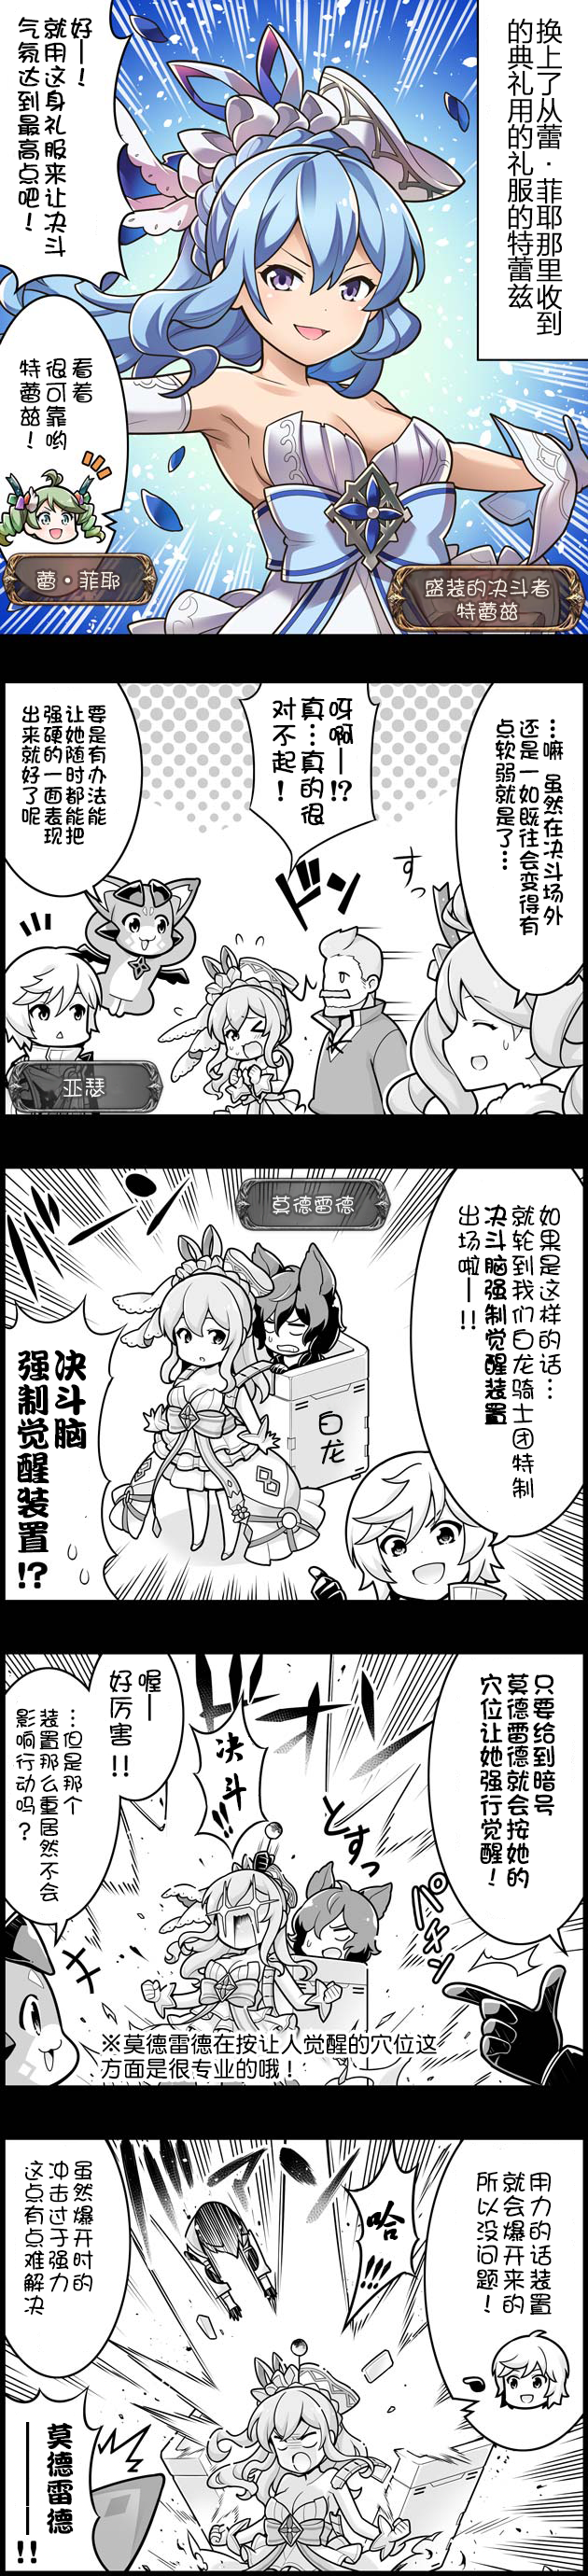 换上了从蕾·菲耶那里收到
的典礼用的礼服的特蕾兹
好—！
就用这身礼服来让决斗
气氛达到最高点吧！
看着
很可靠哟
特蕾兹！
蕾·菲耶
盛装的决斗者
特蕾兹
…嘛 虽然在决斗场外
还是一如既往会变得有
点软弱就是了…
呀啊—!?
真…真的很
对不起！
要是有办法能
让她随时都能把
强硬的一面表现
出来就好了呢
すっ
ドン
亚瑟
如果是这样的话…
就轮到我们白龙骑士团特制
决斗脑强制觉醒装置
出场啦—!!
莫德雷德
バーン
白龙
决斗脑
强制觉醒装置!?
只要给到暗号
莫德雷德就会按她的
穴位让她强行觉醒！
パチン
とすっ
决斗!!
喔—
好厉害!!
…但是那个
装置那么重居然不会
影响行动吗？
※莫德雷德在按让人觉醒的穴位这
方面是很专业的哦！
用力的话装置
就会爆开来的
所以没问题！
哈!!!
虽然爆开时的
冲击过于强力
这点有点难解决
莫德雷德
——!!